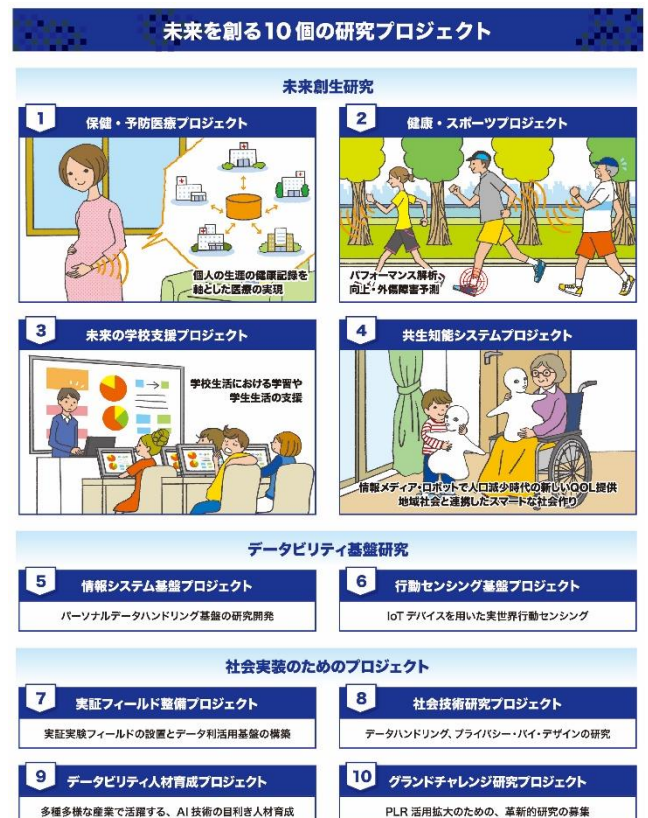 未来を創る10個の研究プロジェクト
未来創生研究
1
保健・予防医療プロジェクト
個人の生涯の健康記録を
軸とした医療の実現
2
健康・スポーツプロジェクト
パフォーマンス解析、
向上・外傷障害予測
3
未来の学校支援プロジェクト
学校生活における学習や
学生生活の支援
4
共生知能システムプロジェクト
情報メディア・ロボットで人口減少時代の新しいQOL提供
地域社会と連携したスマートな社会作り
データビリティ基盤研究
5
情報システム基盤プロジェクト
パーソナルデータハンドリング基盤の研究開発
6
行動センシング基盤プロジェクト
IoTデバイスを用いた実世界行動センシング
社会実装のためのプロジェクト
7
実証フィールド整備プロジェクト
実証実験フィールドの設置とデータ利活用基盤の構築
8
社会技術研究プロジェクト
データハンドリング、プライバシー・バイ・デザインの研究
9
データビリティ人材育成プロジェクト
多種多様な産業で活躍する、AI技術の目利き人材育成
10
グランドチャレンジ研究プロジェクト
PLR活用拡大のための、革新的研究の募集